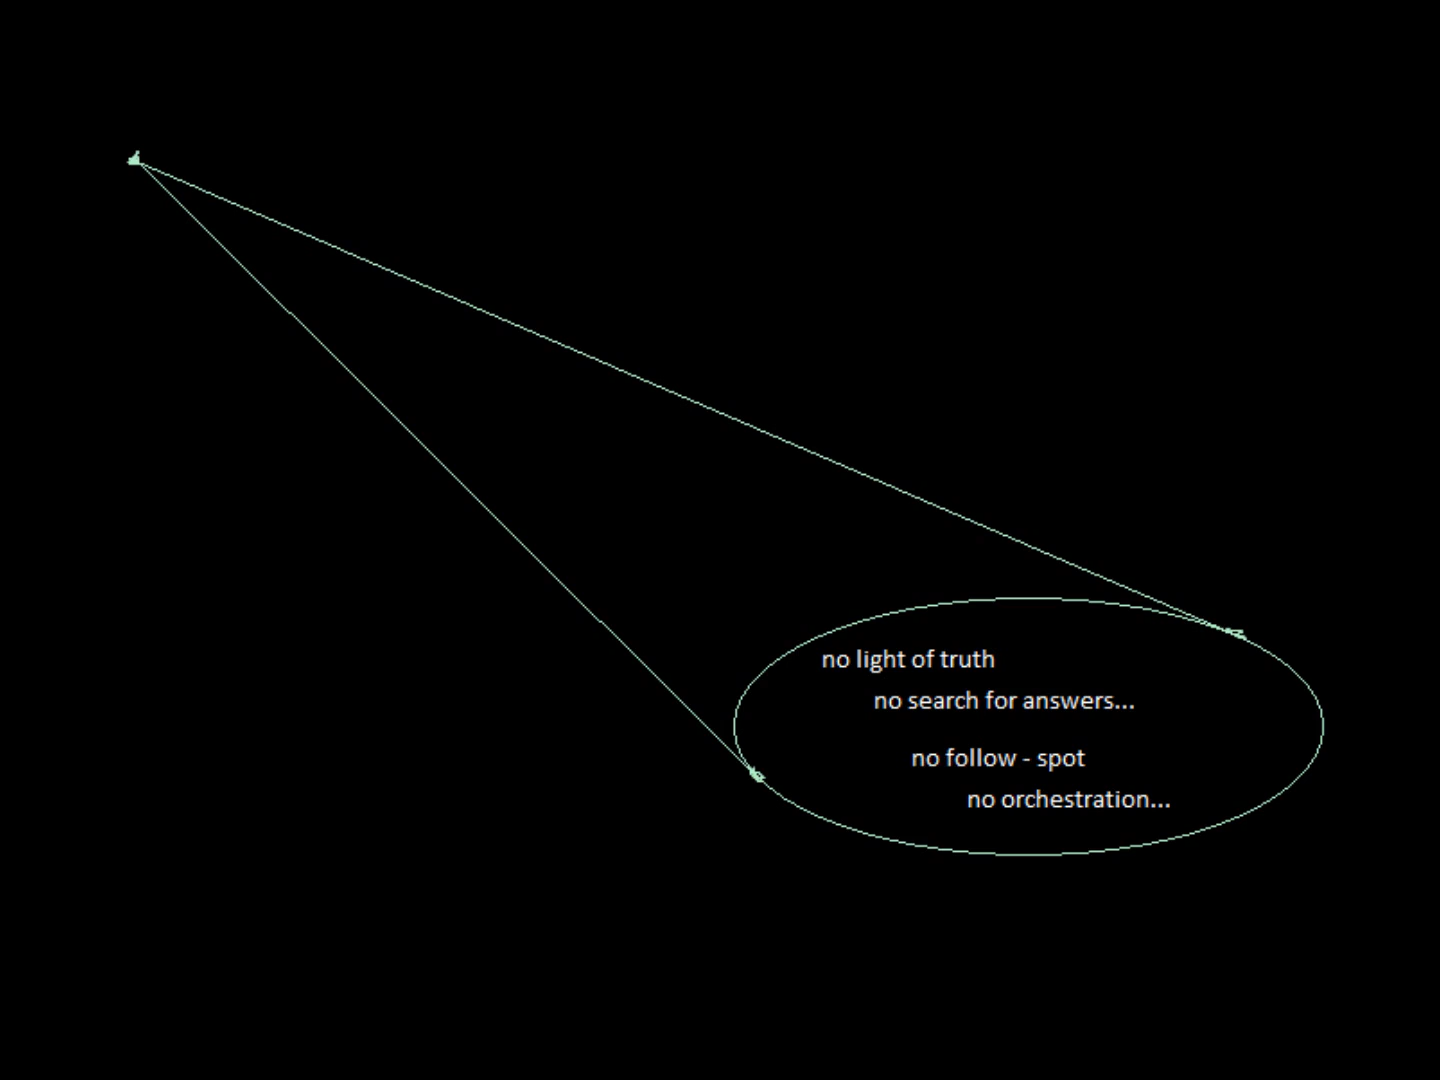 no light of truth
no search for answers...
no follow - spot
no orchestration...